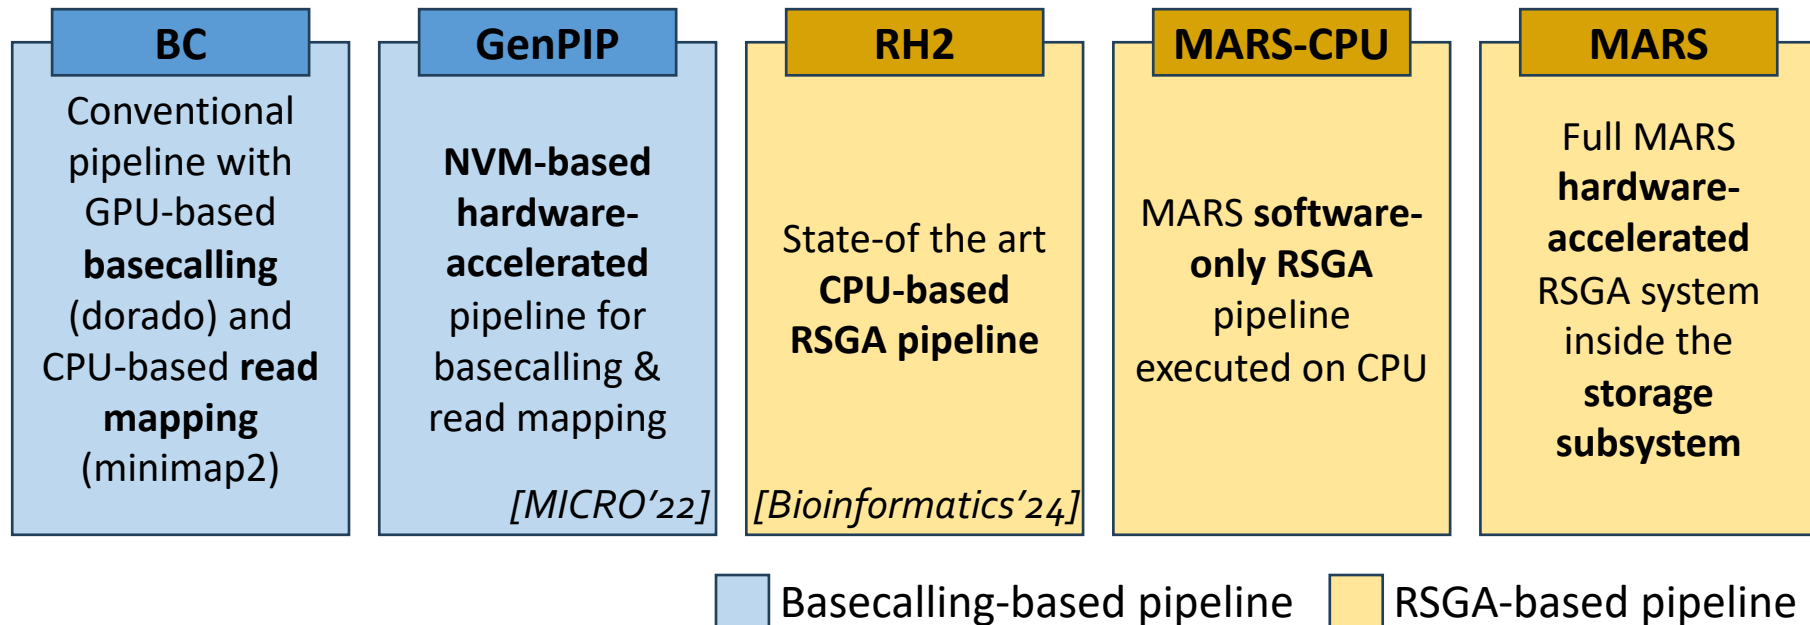 BC
Conventional
pipeline with
GPU-based
basecalling
(dorado) and
CPU-based read
mapping
(minimap2)
GenPIP
NVM-based
hardware-
accelerated
pipeline for
basecalling &
read mapping
[MICRO'22]
RH2
State-of the art
CPU-based
RSGA pipeline
[Bioinformatics'24]
MARS-CPU
MARS software-
only RSGA
pipeline
executed on CPU
MARS
Full MARS
hardware-
accelerated
RSGA system
inside the
storage
subsystem
Basecalling-based pipeline
RSGA-based pipeline